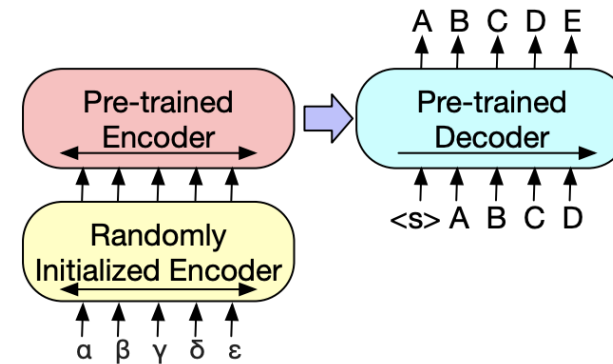 A B C D E
Pre-trained
Encoder
Pre-trained
Decoder
<s> A B C D
Randomly
Initialized Encoder
α β γ δ ε